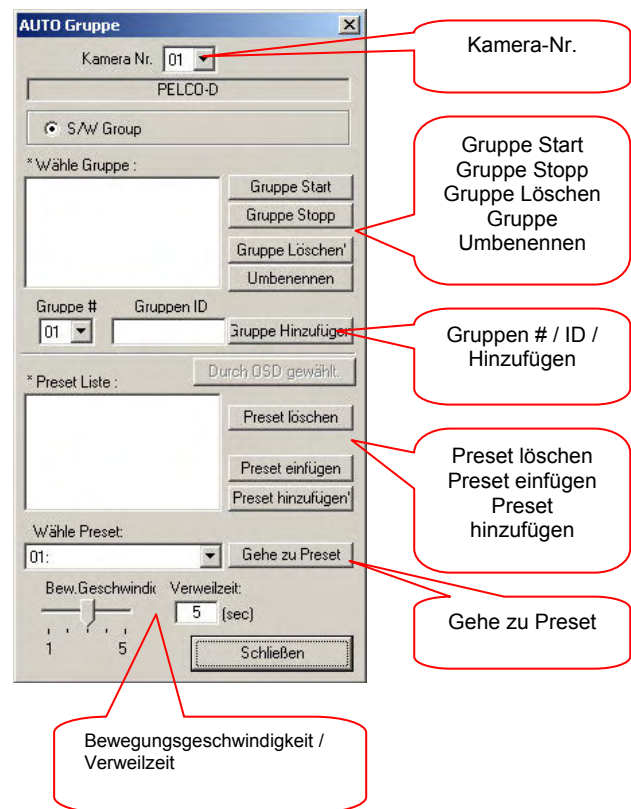 AUTO Gruppe
Kamera Nr. 01
PELCO-D
S/W Group
* Wähle Gruppe :
Gruppe Start
Gruppe Stopp
Gruppe Löschen'
Umbenennen
Gruppe # Gruppen ID
01 Gruppe Hinzufügen
Durch OSD gewählt.
* Preset Liste :
Preset löschen
Preset einfügen
Preset hinzufügen'
Wähle Preset:
01: Gehe zu Preset
Bew.Geschwindic Verweilzeit:
5 (sec)
1 5
Schließen
Kamera-Nr.
Gruppe Start
Gruppe Stopp
Gruppe Löschen
Gruppe
Umbenennen
Gruppen # / ID /
Hinzufügen
Preset löschen
Preset einfügen
Preset
hinzufügen
Gehe zu Preset
Bewegungsgeschwindigkeit /
Verweilzeit